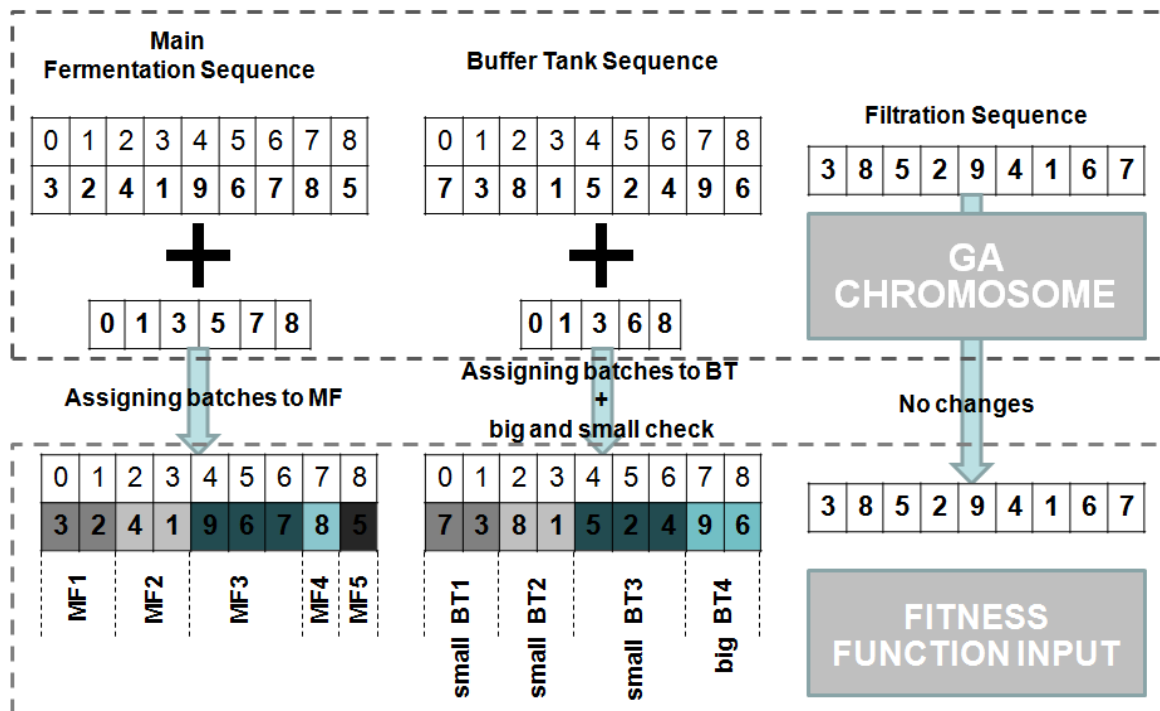 Main
Fermentation Sequence
0 1 2 3 4 5 6 7 8
3 2 4 1 9 6 7 8 5
0 1 3 5 7 8
Buffer Tank Sequence
0 1 2 3 4 5 6 7 8
7 3 8 1 5 2 4 9 6
0 1 3 6 8
Filtration Sequence
3 8 5 2 9 4 1 6 7
GA
CHROMOSOME
Assigning batches to MF
Assigning batches to BT
+
big and small check
No changes
0 1 2 3 4 5 6 7 8
3 2 4 1 9 6 7 8 5
MF1 MF2 MF3 MF4 MF5
0 1 2 3 4 5 6 7 8
7 3 8 1 5 2 4 9 6
small BT1
small BT2
small BT3
big BT4
3 8 5 2 9 4 1 6 7
FITNESS
FUNCTION INPUT